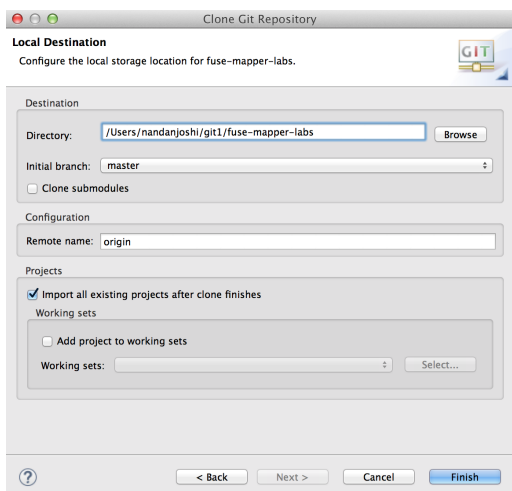 Clone Git Repository
Local Destination
Configure the local storage location for fuse-mapper-labs.
GIT
Destination
Directory: /Users/nandanjoshi/git1/fuse-mapper-labs Browse
Initial branch: master
Clone submodules
Configuration
Remote name: origin
Projects
Import all existing projects after clone finishes
Working sets
Add project to working sets
Working sets: Select...
? < Back Next > Cancel Finish